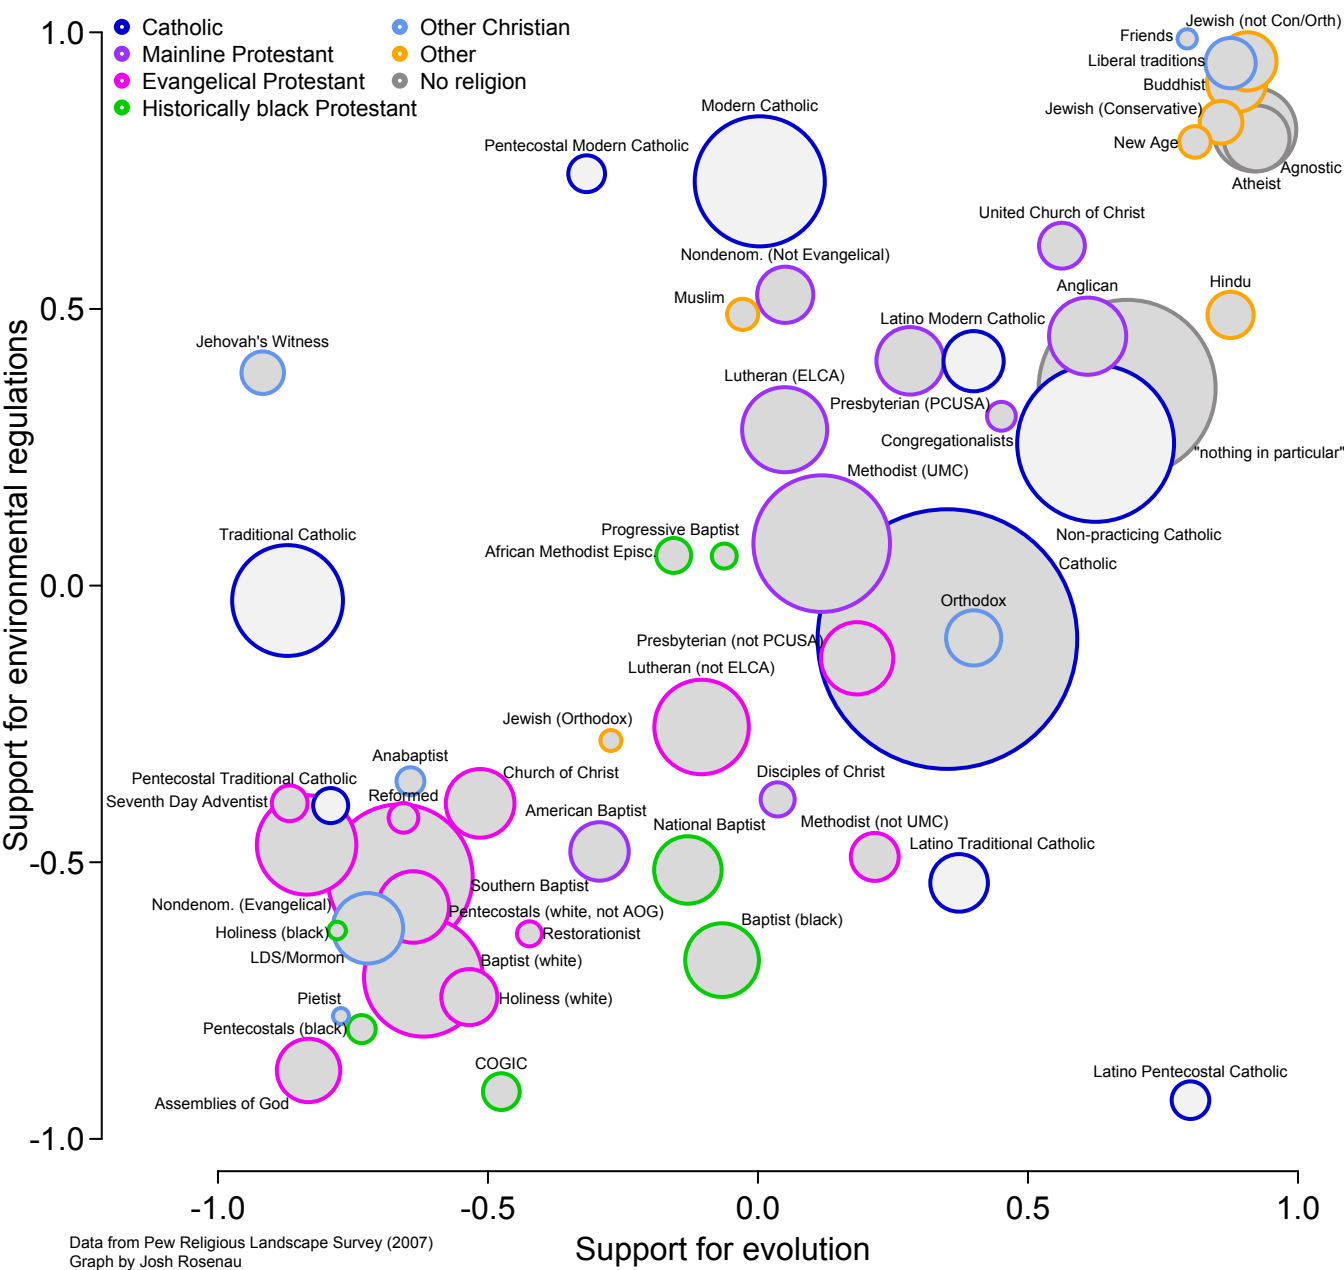 Catholic
Mainline Protestant
Evangelical Protestant
Historically black Protestant
Other Christian
Other
No religion
1.0
0.5
0.0
-0.5
-1.0
Support for environmental regulations
Jewish (not Con/Orth)
Friends
Liberal traditions
Buddhist
Jewish (Conservative)
New Age
Agnostic
Atheist
Modern Catholic
Pentecostal Modern Catholic
United Church of Christ
Nondenom. (Not Evangelical)
Muslim
Anglican
Hindu
Latino Modern Catholic
Jehovah's Witness
Lutheran (ELCA)
Presbyterian (PCUSA)
Congregationalists
"nothing in particular"
Methodist (UMC)
Non-practicing Catholic
Traditional Catholic
Progressive Baptist
African Methodist Episc.
Catholic
Orthodox
Presbyterian (not PCUSA)
Lutheran (not ELCA)
Jewish (Orthodox)
Anabaptist
Pentecostal Traditional Catholic
Church of Christ
Disciples of Christ
Seventh Day Adventist
Reformed
American Baptist
National Baptist
Methodist (not UMC)
Latino Traditional Catholic
Southern Baptist
Nondenom. (Evangelical)
Pentecostals (white, not AOG)
Baptist (black)
Holiness (black)
Restorationist
LDS/Mormon
Baptist (white)
Pietist
Holiness (white)
Pentecostals (black)
COGIC
Latino Pentecostal Catholic
Assemblies of God
-1.0
-0.5
0.0
0.5
1.0
Support for evolution
Data from Pew Religious Landscape Survey (2007)
Graph by Josh Rosenau